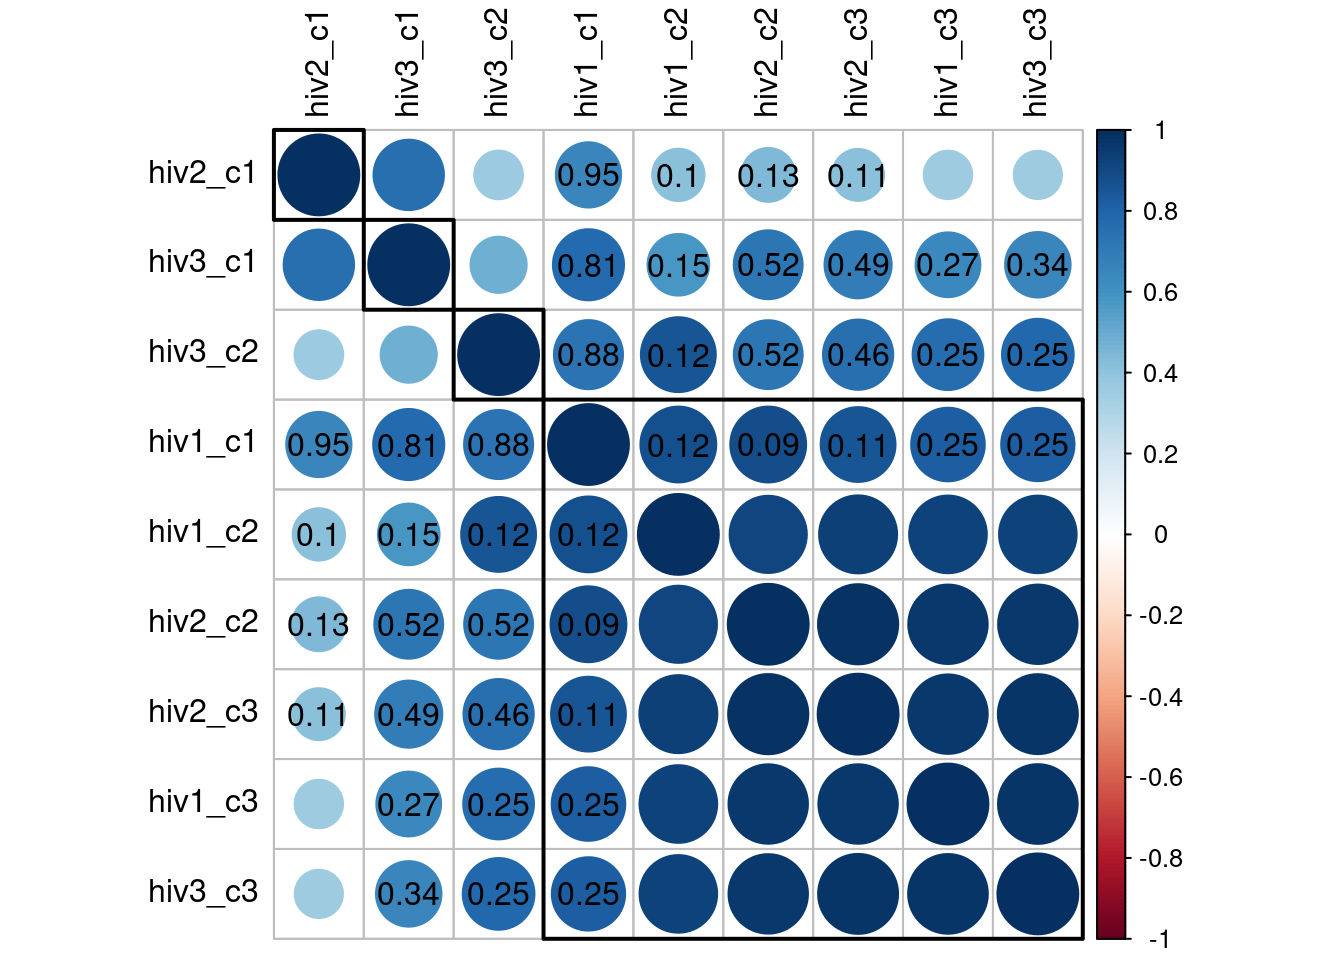 hiv2_c1 hiv3_c1 hiv3_c2 hiv1_c1 hiv1_c2 hiv2_c2 hiv2_c3 hiv1_c3 hiv3_c3
hiv2_c1 0.95 0.1 0.13 0.11
hiv3_c1 0.81 0.15 0.52 0.49 0.27 0.34
hiv3_c2 0.88 0.12 0.52 0.46 0.25 0.25
hiv1_c1 0.95 0.81 0.88 0.12 0.09 0.11 0.25 0.25
hiv1_c2 0.1 0.15 0.12 0.12
hiv2_c2 0.13 0.52 0.52 0.09
hiv2_c3 0.11 0.49 0.46 0.11
hiv1_c3 0.27 0.25 0.25
hiv3_c3 0.34 0.25 0.25
1
0.8
0.6
0.4
0.2
0
-0.2
-0.4
-0.6
-0.8
-1